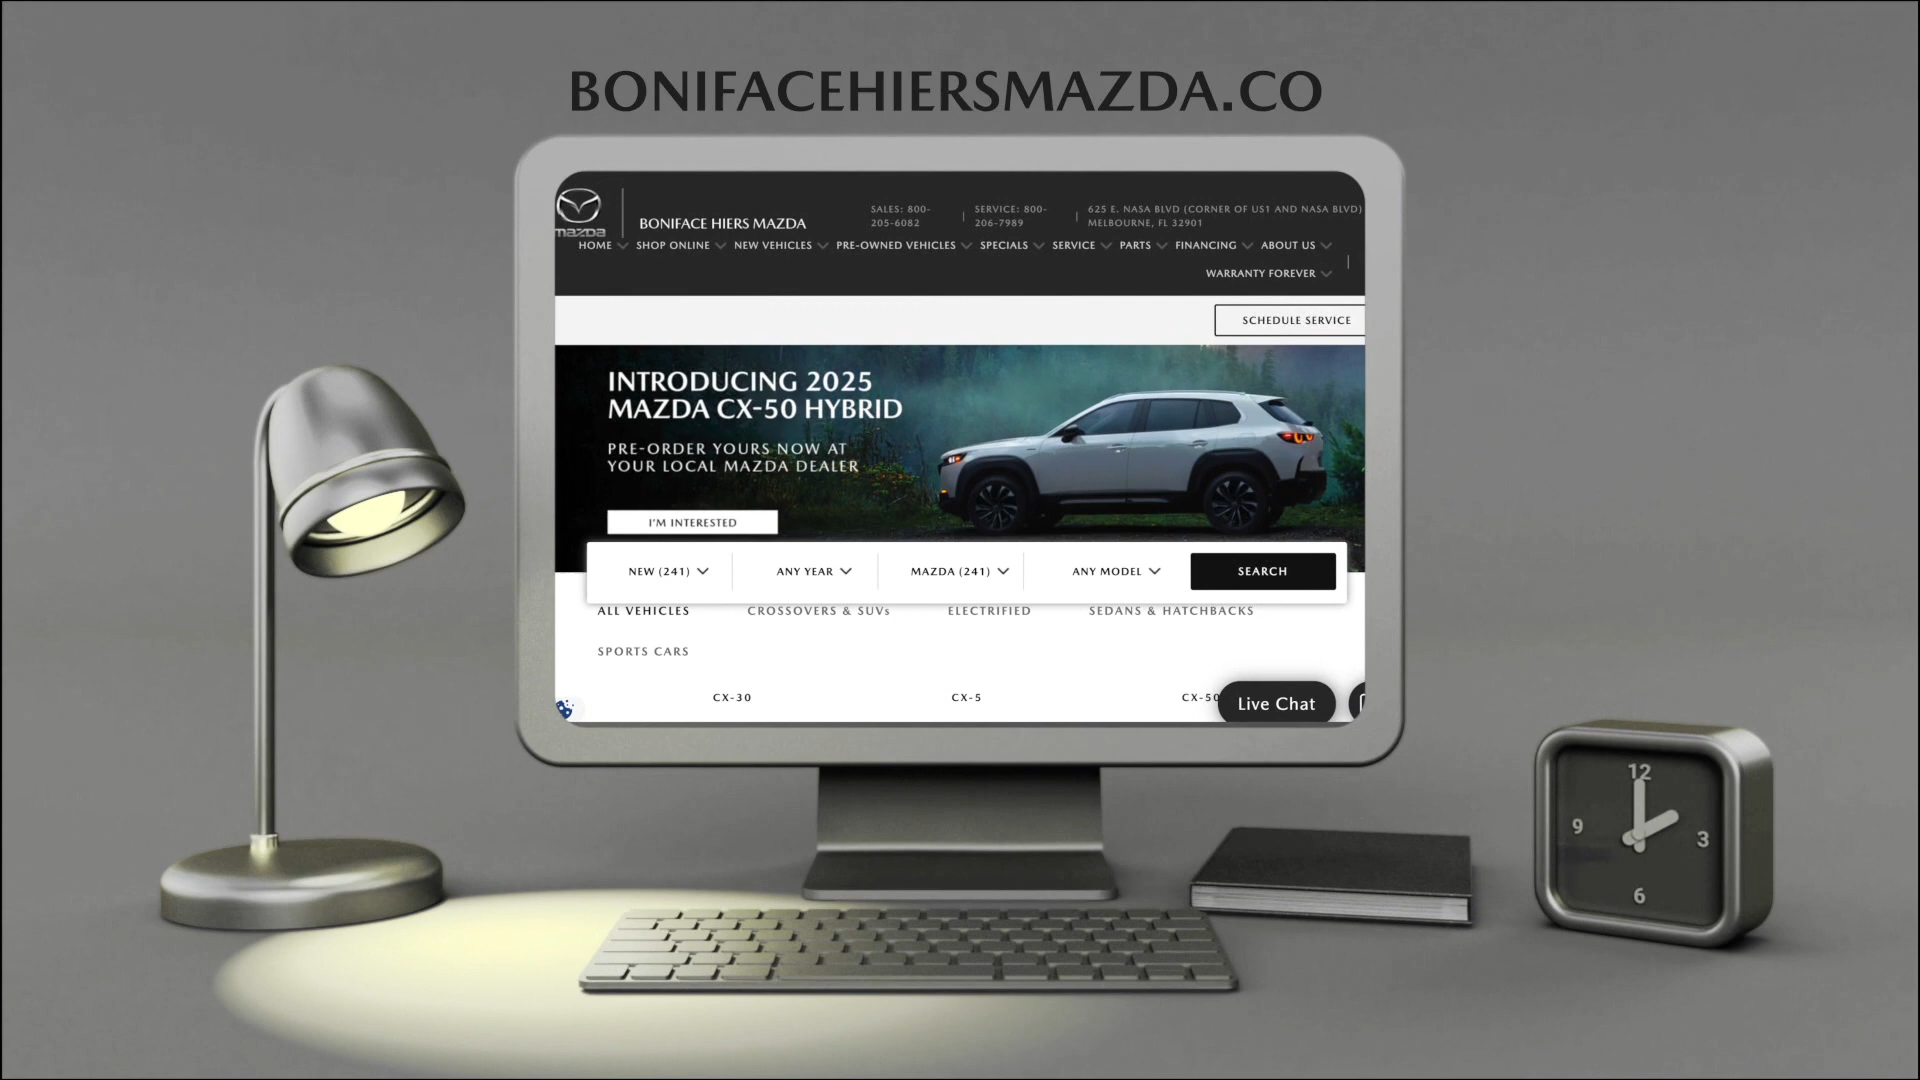 BONIFACEHIERSMAZDA.CO
mazda
BONIFACE HIERS MAZDA
SALES: 800-
205-6082
SERVICE: 800-
206-7989
625 E. NASA BLVD (CORNER OF US1 AND NASA BLVD)
MELBOURNE, FL 32901
HOME SHOP ONLINE NEW VEHICLES PRE-OWNED VEHICLES SPECIALS SERVICE PARTS FINANCING ABOUT US
WARRANTY FOREVER
SCHEDULE SERVICE
INTRODUCING 2025
MAZDA CX-50 HYBRID
PRE-ORDER YOURS NOW AT
YOUR LOCAL MAZDA DEALER
I'M INTERESTED
NEW (241) ANY YEAR MAZDA (241) ANY MODEL SEARCH
ALL VEHICLES CROSSOVERS & SUVs ELECTRIFIED SEDANS & HATCHBACKS
SPORTS CARS
CX-30 CX-5 CX-50
Live Chat
12
9 3
6